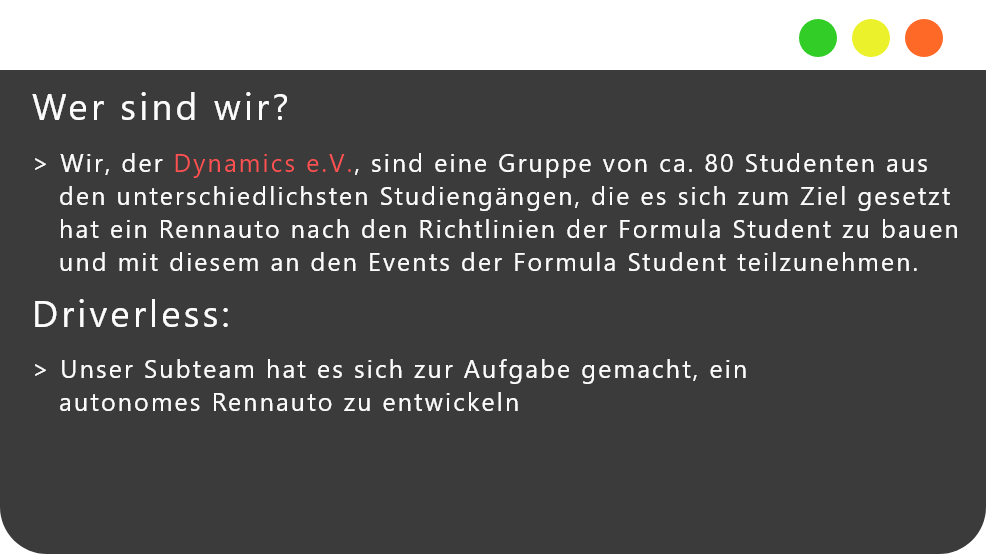 Wer sind wir?
> Wir, der Dynamics e.V., sind eine Gruppe von ca. 80 Studenten aus
den unterschiedlichsten Studiengängen, die es sich zum Ziel gesetzt
hat ein Rennauto nach den Richtlinien der Formula Student zu bauen
und mit diesem an den Events der Formula Student teilzunehmen.
Driverless:
> Unser Subteam hat es sich zur Aufgabe gemacht, ein
autonomes Rennauto zu entwickeln